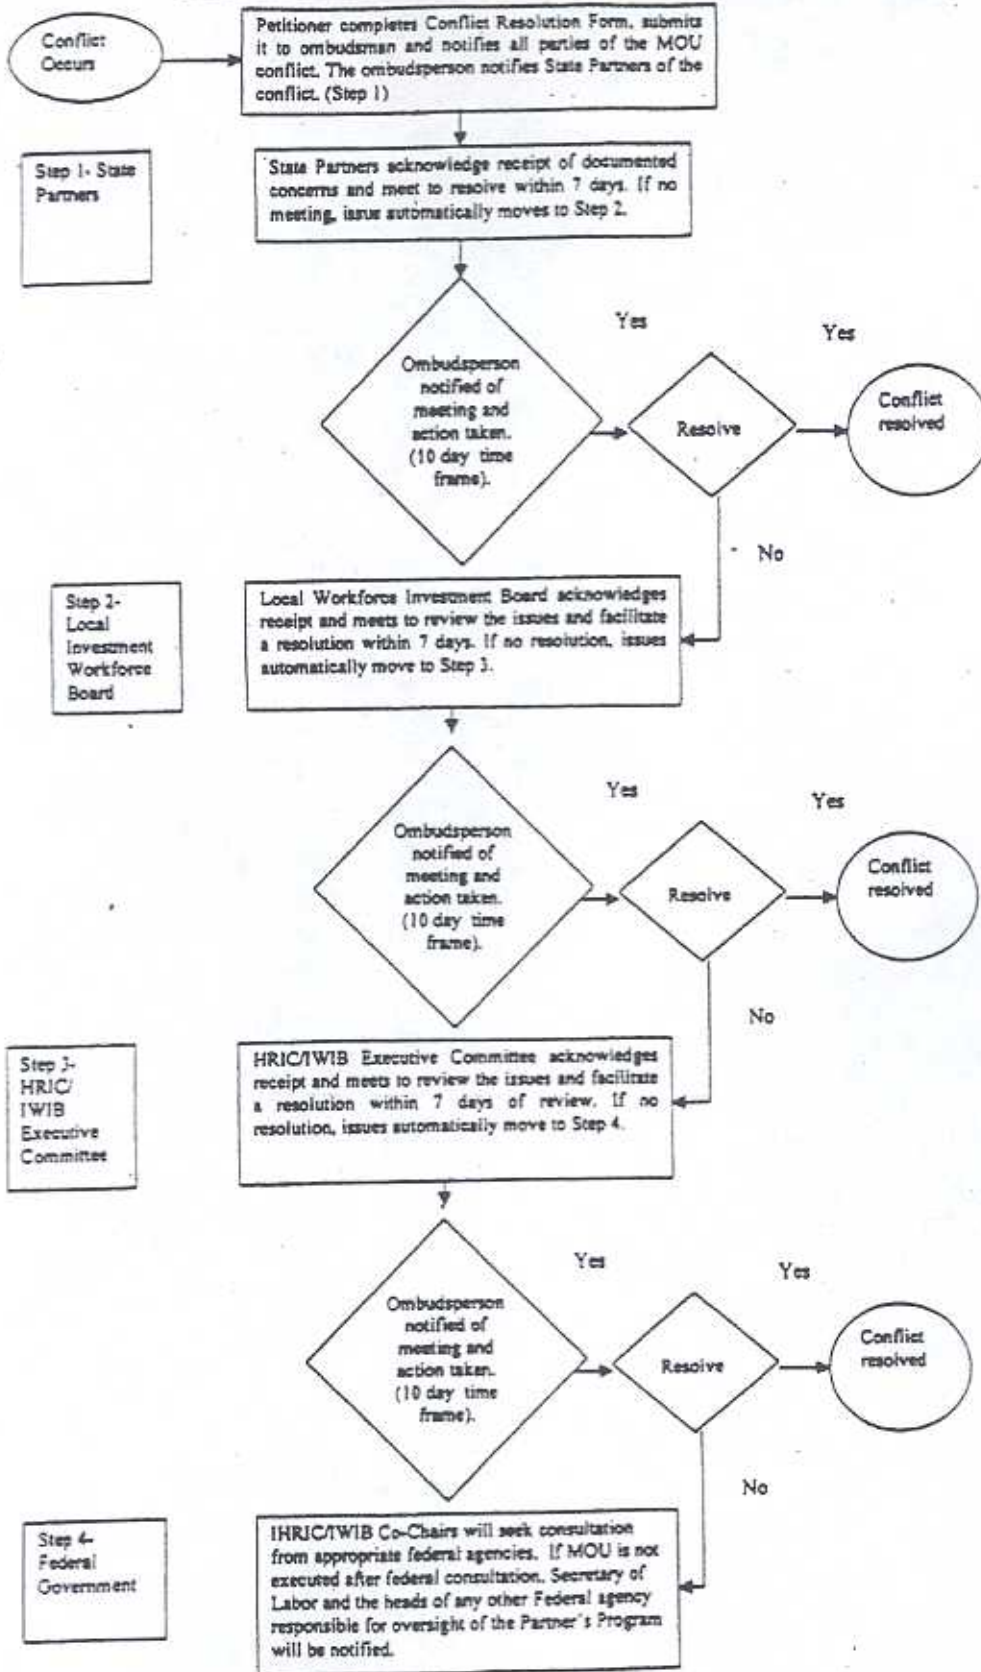 Conflict
Occurs
Petitioner completes Conflict Resolution Form, submits
it to ombudsman and notifies all parties of the MOU
conflict. The ombudsperson notifies State Partners of the
conflict. (Step 1)
Step 1- State
Partners
State Partners acknowledge receipt of documented
concerns and meet to resolve within 7 days. If no
meeting, issue automatically moves to Step 2.
Ombudsperson
notified of
meeting and
action taken.
(10 day time
frame).
Yes
Resolve
Yes
Conflict
resolved
No
Step 2-
Local
Investment
Workforce
Board
Local Workforce Investment Board acknowledges
receipt and meets to review the issues and facilitate
a resolution within 7 days. If no resolution, issues
automatically move to Step 3.
Ombudsperson
notified of
meeting and
action taken.
(10 day time
frame).
Yes
Resolve
Yes
Conflict
resolved
No
Step 3-
HRIC/
IWIB
Executive
Committee
HRIC/IWIB Executive Committee acknowledges
receipt and meets to review the issues and facilitate
a resolution within 7 days of review. If no
resolution, issues automatically move to Step 4.
Ombudsperson
notified of
meeting and
action taken.
(10 day time
frame).
Yes
Resolve
Yes
Conflict
resolved
No
Step 4-
Federal
Government
IHRIC/IWIB Co-Chairs will seek consultation
from appropriate federal agencies. If MOU is not
executed after federal consultation, Secretary of
Labor and the heads of any other Federal agency
responsible for oversight of the Partner's Program
will be notified.